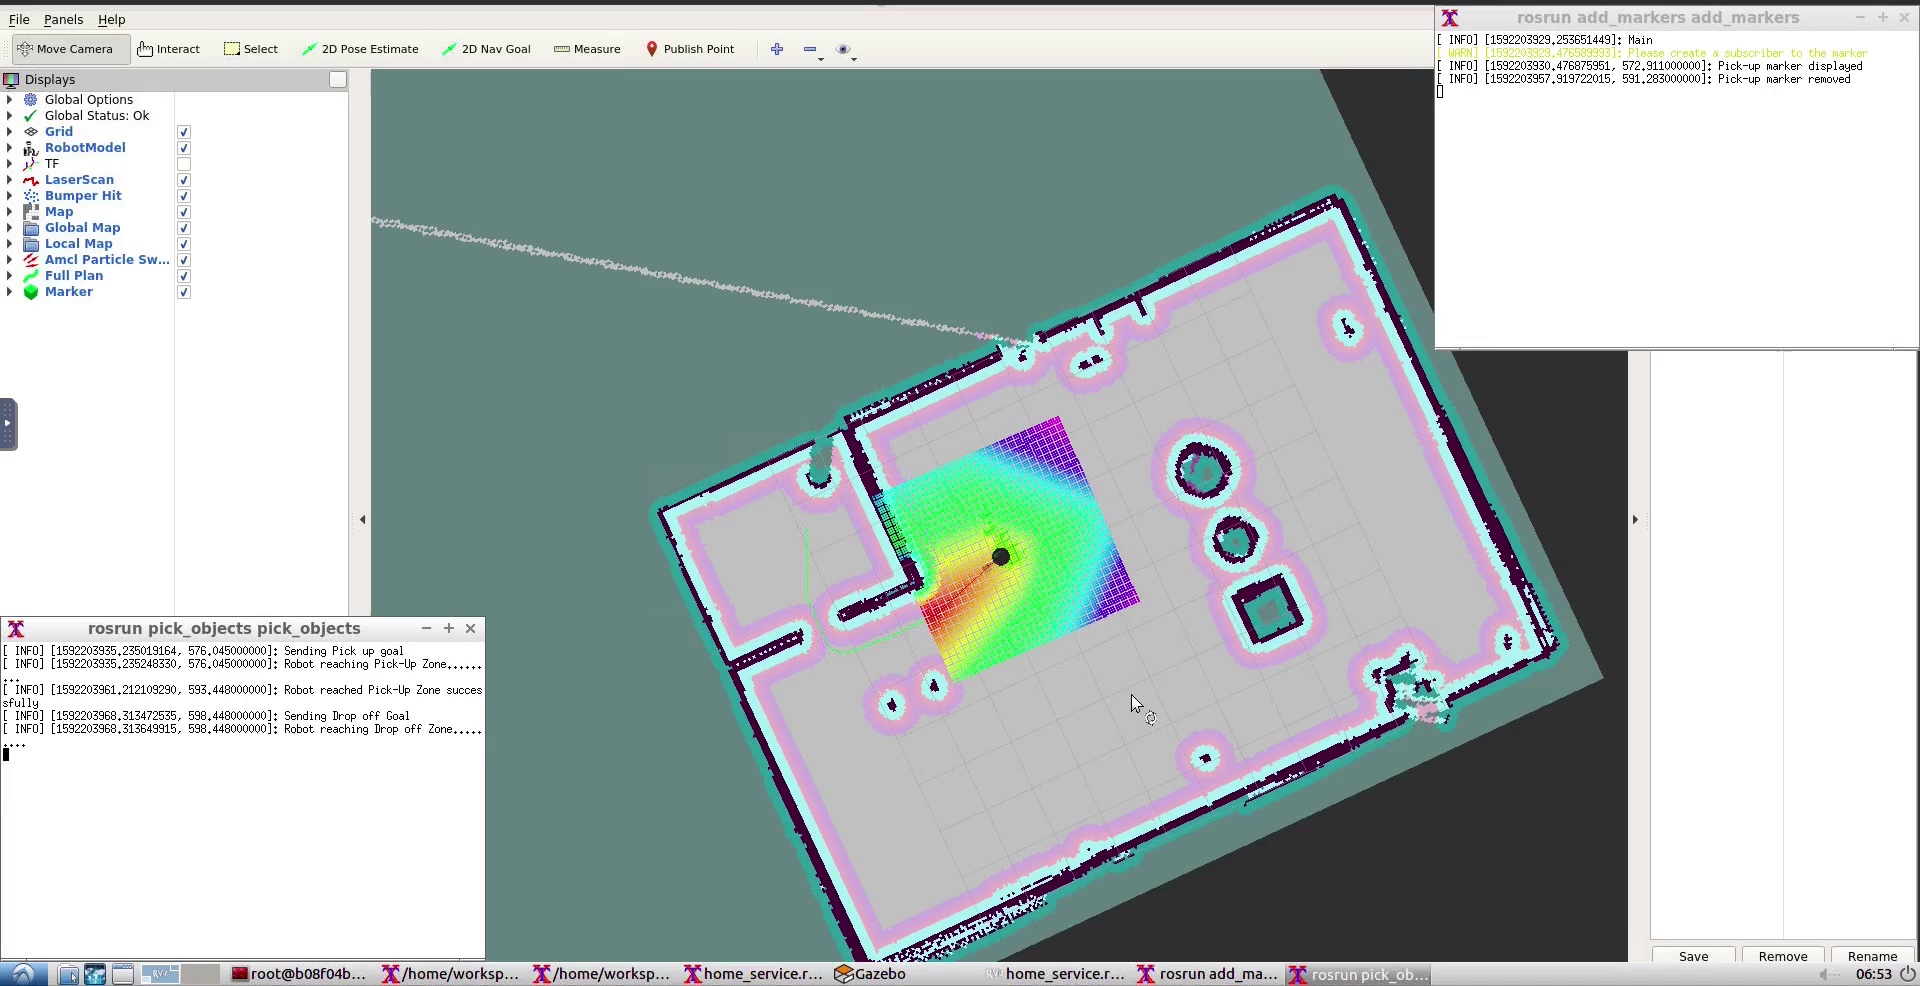 File Panels Help
Move Camera Interact Select 2D Pose Estimate 2D Nav Goal Measure Publish Point
Displays
Global Options
Global Status: Ok
Grid
RobotModel
TF
LaserScan
Bumper Hit
Map
Global Map
Local Map
Amcl Particle Sw...
Full Plan
Marker
rosrun add_markers add_markers
[ INFO] [1592203929.253651449]: Main
[ WARN] [1592203929.476589993]: Please create a subscriber to the marker
[ INFO] [1592203930.476875951, 572.911000000]: Pick-up marker displayed
[ INFO] [1592203957.919722015, 591.283000000]: Pick-up marker removed
rosrun pick_objects pick_objects
[ INFO] [1592203935.235019164, 576.045000000]: Sending Pick up goal
[ INFO] [1592203935.235248330, 576.045000000]: Robot reaching Pick-Up Zone......
...
[ INFO] [1592203961.212109290, 593.448000000]: Robot reached Pick-Up Zone succes
sfully
[ INFO] [1592203968.313472535, 598.448000000]: Sending Drop off Goal
[ INFO] [1592203968.313649915, 598.448000000]: Robot reaching Drop off Zone.....
....
Save Remove Rename
root@b08f04b... /home/worksp... /home/worksp... home_service.r... Gazebo home_service.r... rosrun add_ma... rosrun pick_ob... 06:53